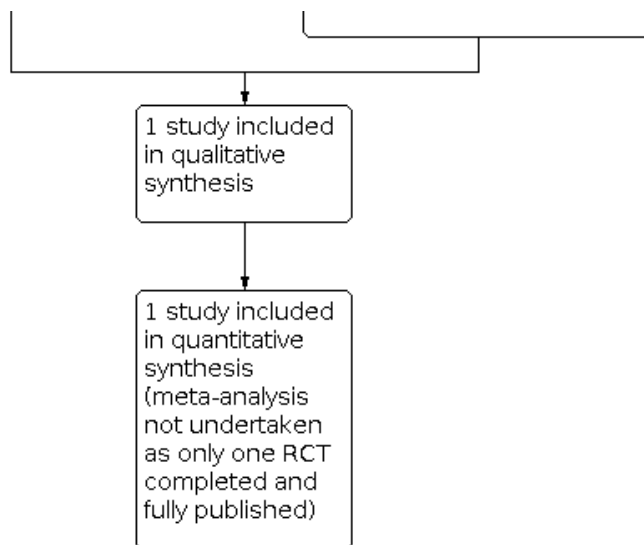 1 study included
in qualitative
synthesis
1 study included
in quantitative
synthesis
(meta-analysis
not undertaken
as only one RCT
completed and
fully published)